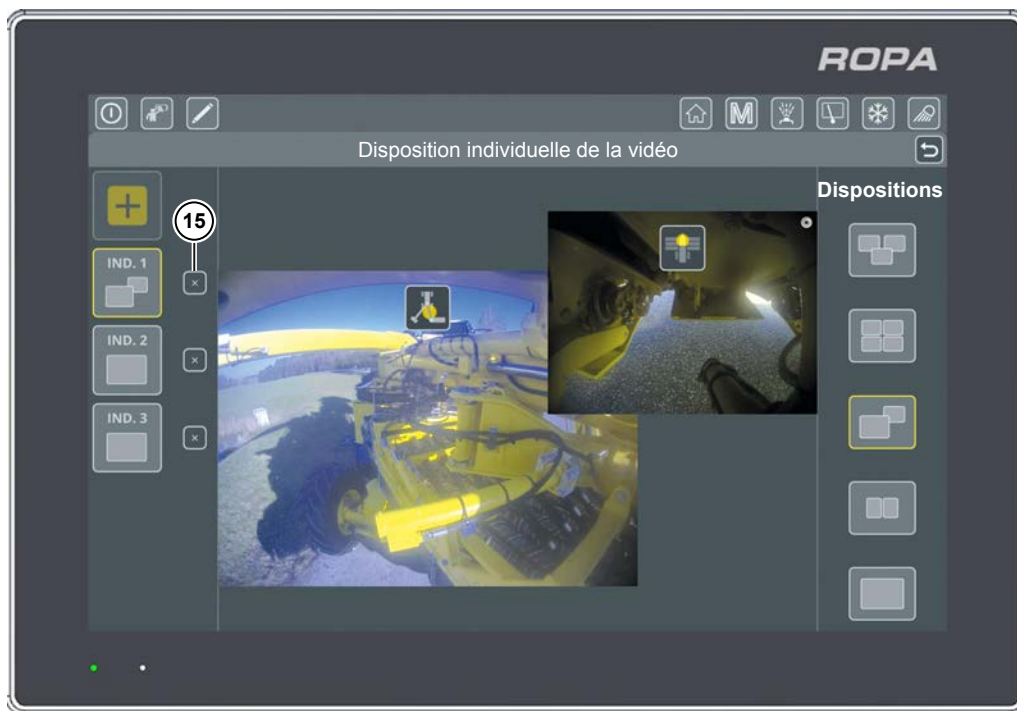 ROPA
M
Disposition individuelle de la vidéo
Dispositions
15
IND. 1
IND. 2
IND. 3